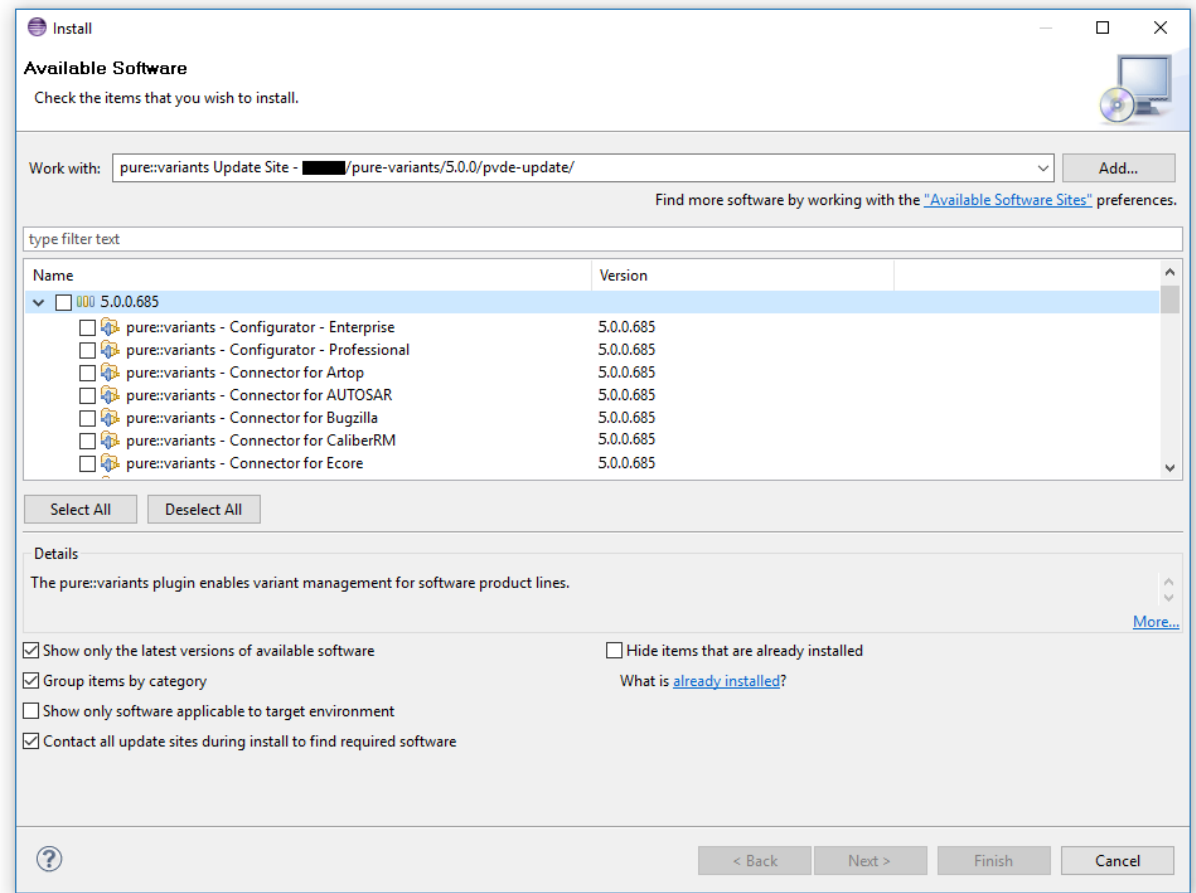 Install
Available Software
Check the items that you wish to install.
Work with: pure::variants Update Site - /pure-variants/5.0.0/pvde-update/ Add...
Find more software by working with the "Available Software Sites" preferences.
type filter text
Name Version
5.0.0.685
pure::variants - Configurator - Enterprise 5.0.0.685
pure::variants - Configurator - Professional 5.0.0.685
pure::variants - Connector for Artop 5.0.0.685
pure::variants - Connector for AUTOSAR 5.0.0.685
pure::variants - Connector for Bugzilla 5.0.0.685
pure::variants - Connector for CaliberRM 5.0.0.685
pure::variants - Connector for Ecore 5.0.0.685
Select All Deselect All
Details
The pure::variants plugin enables variant management for software product lines.
More...
Show only the latest versions of available software Hide items that are already installed
Group items by category What is already installed?
Show only software applicable to target environment
Contact all update sites during install to find required software
? < Back Next > Finish Cancel